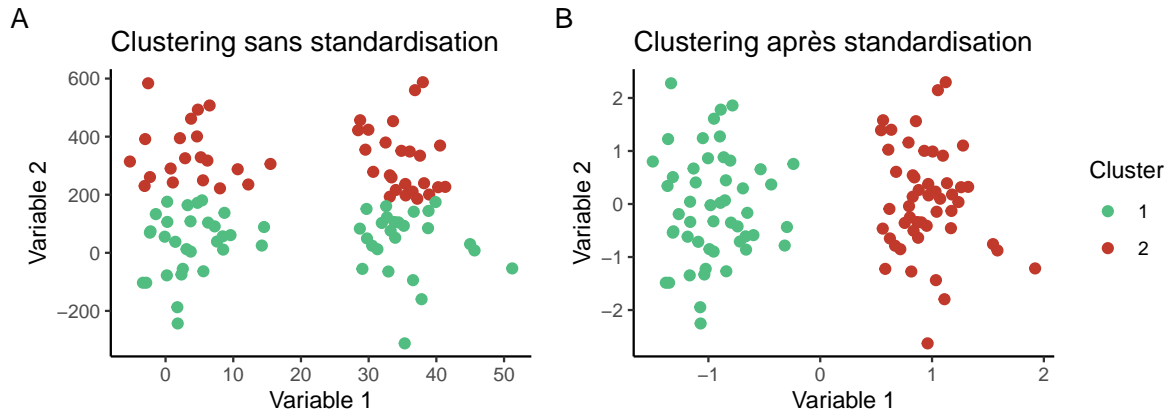 A
Clustering sans standardisation
600
400
200
0
−200
Variable 2
0
10
20
30
40
50
Variable 1
B
Clustering après standardisation
2
1
0
−1
−2
Variable 2
−1
0
1
2
Variable 1
Cluster
1
2